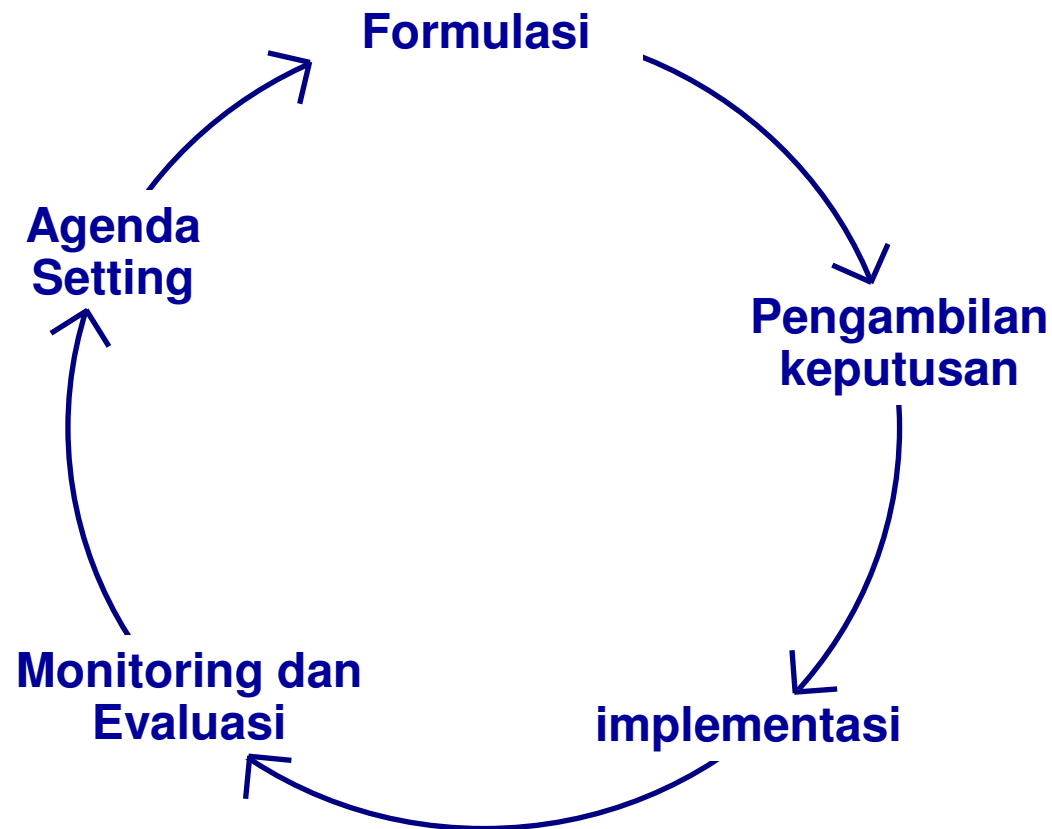 Formulasi
Agenda
Setting
Pengambilan
keputusan
Monitoring dan
Evaluasi
implementasi